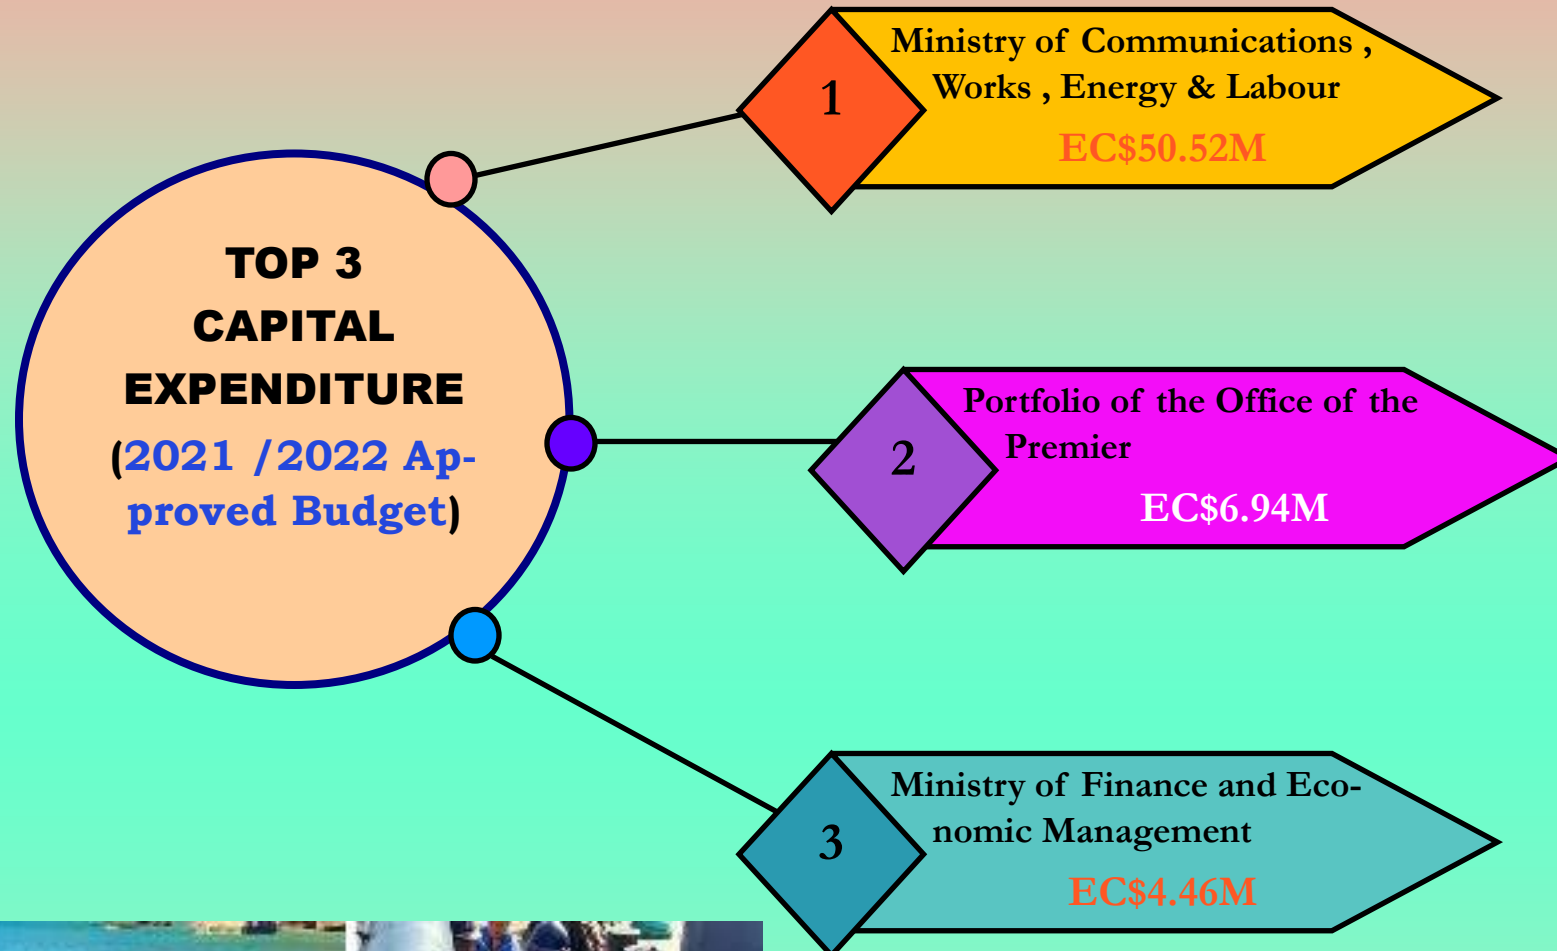 TOP 3
CAPITAL
EXPENDITURE
(2021 /2022 Ap-
proved Budget)
1
Ministry of Communications ,
Works , Energy & Labour
EC$50.52M
2
Portfolio of the Office of the
Premier
EC$6.94M
3
Ministry of Finance and Eco-
nomic Management
EC$4.46M